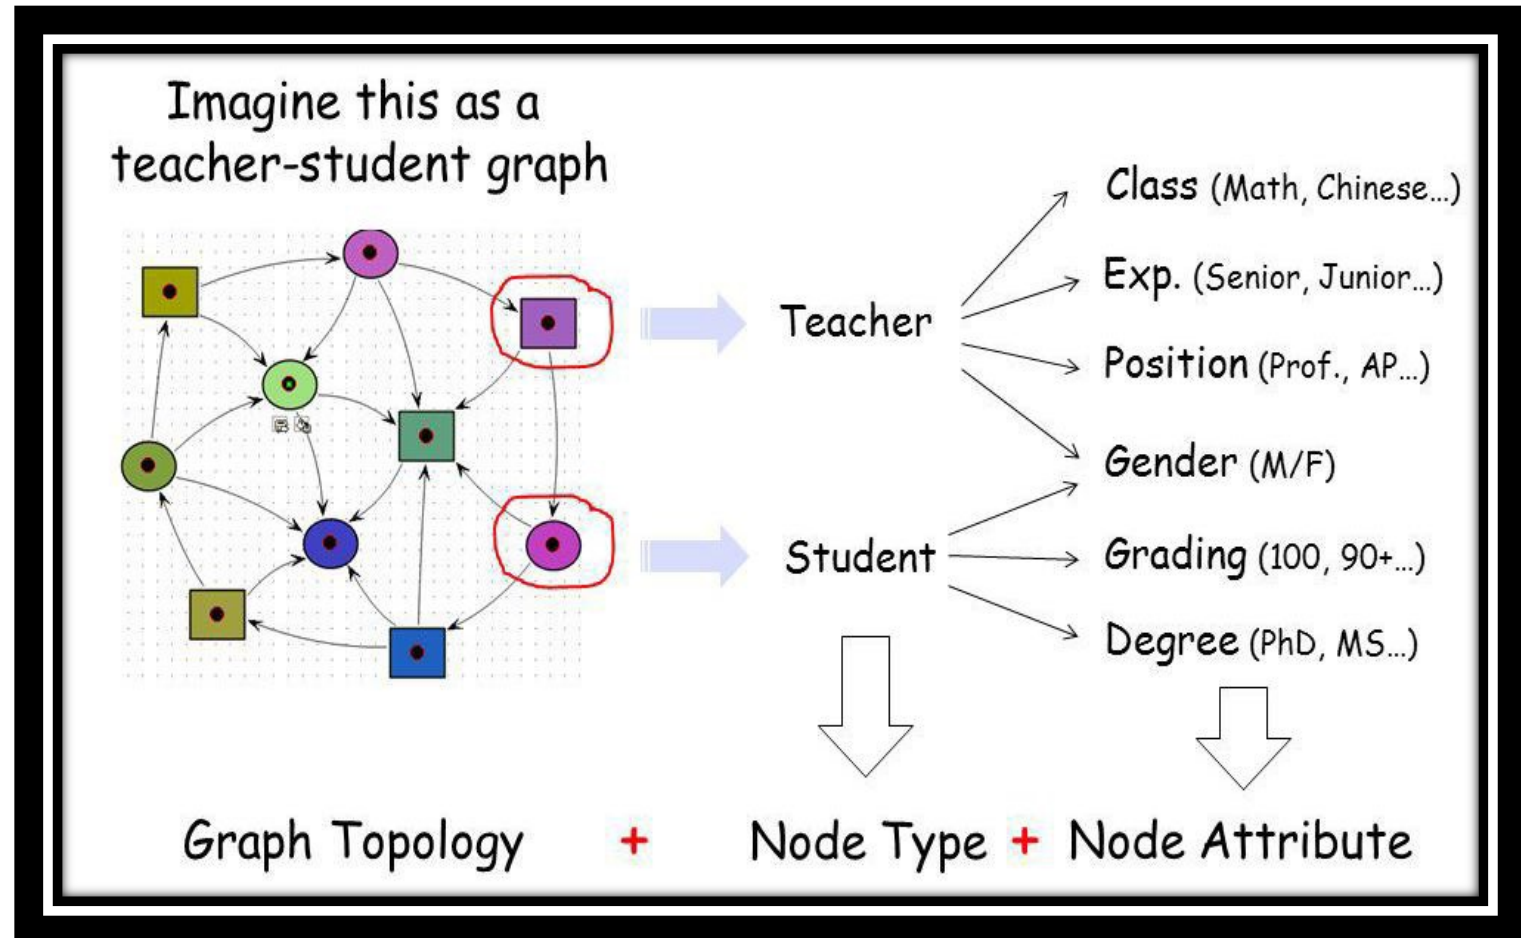 Imagine this as a
teacher-student graph
Class (Math, Chinese...)
Exp. (Senior, Junior...)
Teacher
Position (Prof., AP...)
Gender (M/F)
Student
Grading (100, 90+...)
Degree (PhD, MS...)
Graph Topology + Node Type + Node Attribute